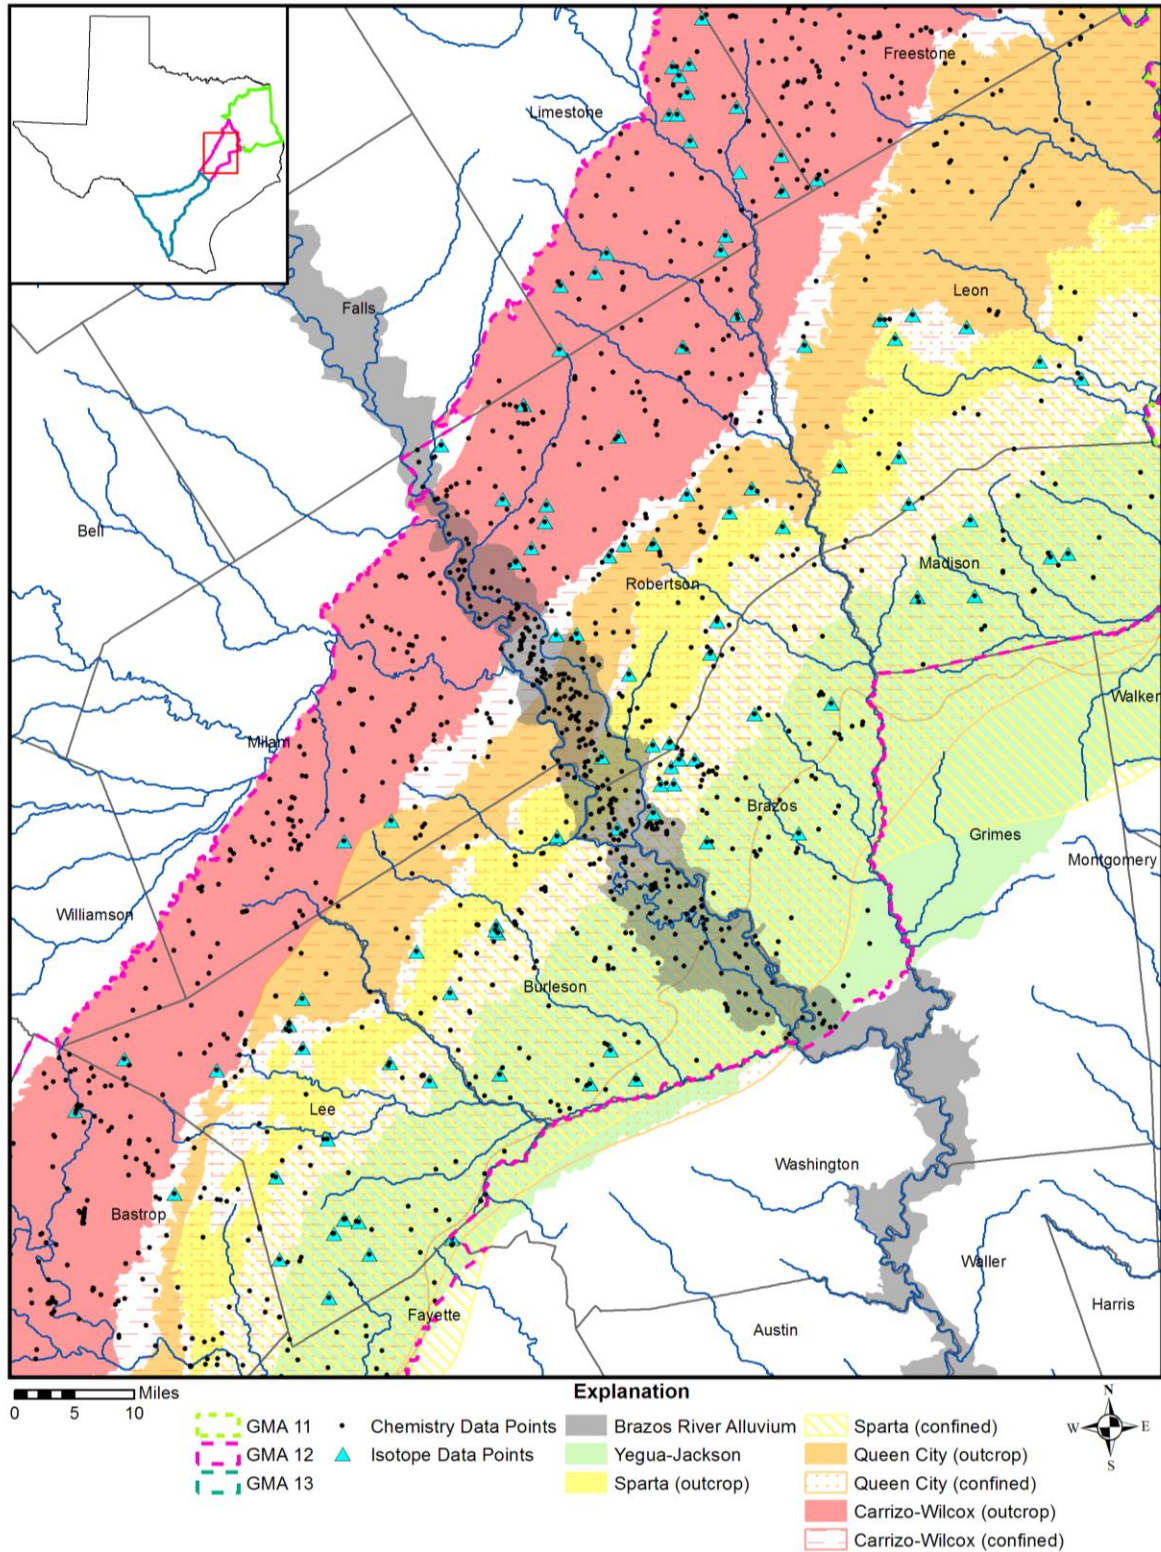 Freestone
Limestone
Leon
Falls
Bell
Madison
Robertson
Walker
Milam
Brazos
Grimes
Montgomery
Williamson
Burleson
Lee
Washington
Bastrop
Waller
Fayette
Harris
Austin
Miles
0 5 10
Explanation
GMA 11
GMA 12
GMA 13
Chemistry Data Points
Isotope Data Points
Brazos River Alluvium
Yegua-Jackson
Sparta (outcrop)
Sparta (confined)
Queen City (outcrop)
Queen City (confined)
Carrizo-Wilcox (outcrop)
Carrizo-Wilcox (confined)
N
W E
S